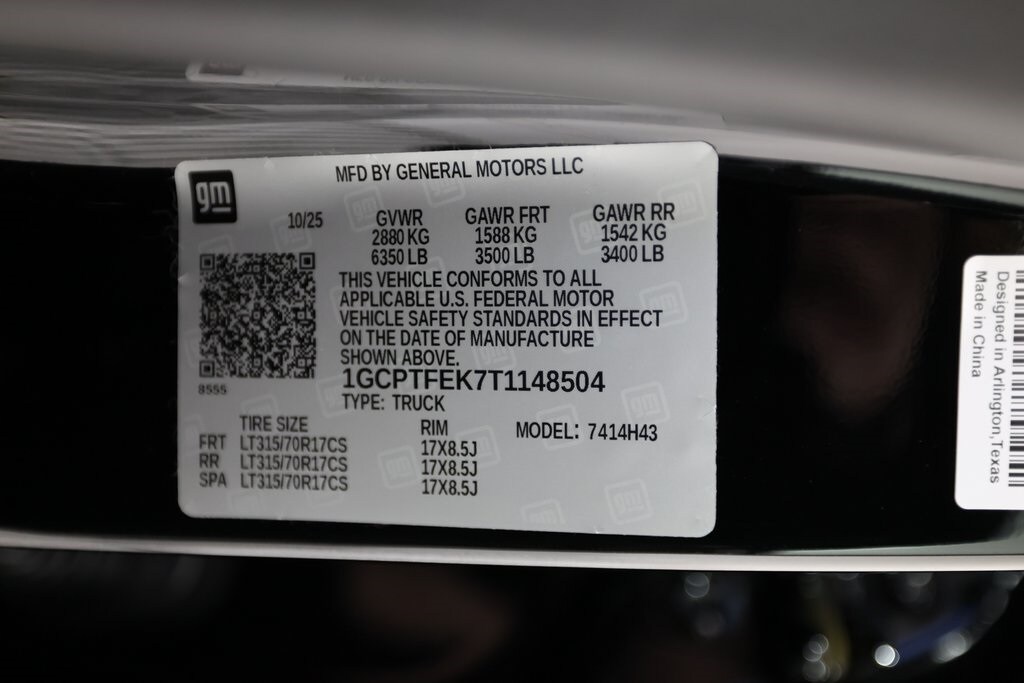 MFD BY GENERAL MOTORS LLC
gm
10/25 GVWR GAWR FRT GAWR RR
2880 KG 1588 KG 1542 KG
6350 LB 3500 LB 3400 LB
THIS VEHICLE CONFORMS TO ALL
APPLICABLE U.S. FEDERAL MOTOR
VEHICLE SAFETY STANDARDS IN EFFECT
ON THE DATE OF MANUFACTURE
SHOWN ABOVE.
8555
1GCPTFEK7T1148504
TYPE: TRUCK
TIRE SIZE RIM MODEL: 7414H43
FRT LT315/70R17CS 17X8.5J
RR LT315/70R17CS 17X8.5J
SPA LT315/70R17CS 17X8.5J
Designed in Arlington,Texas
Made in China